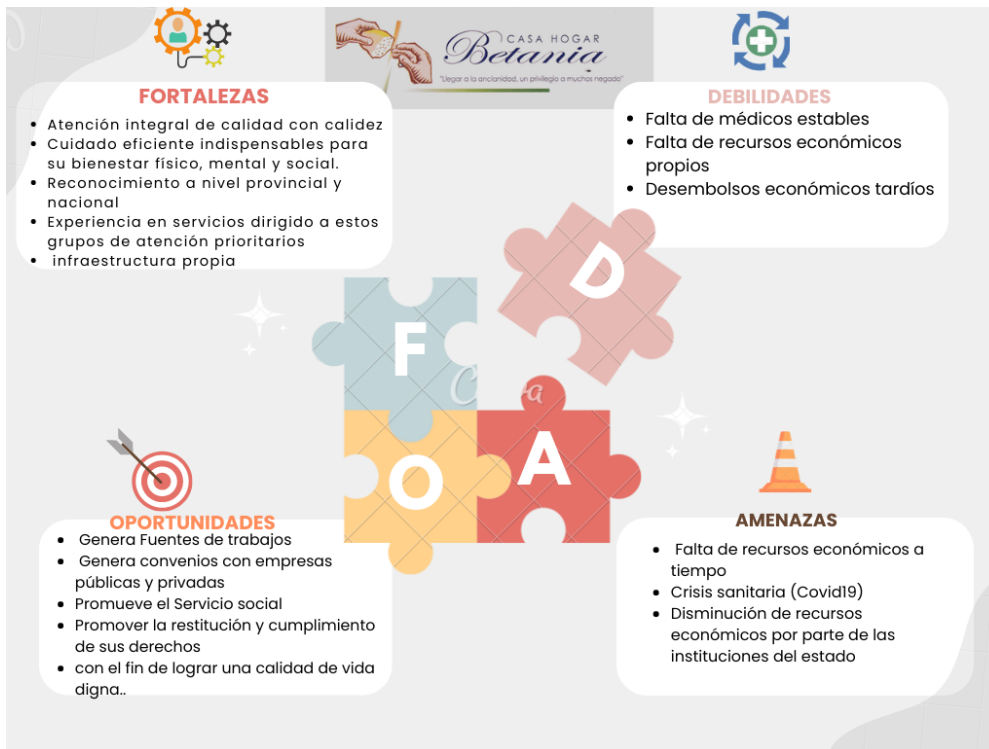 CASA HOGAR
Betania
"Llegar a la ancianidad, un privilegio a muchos negado"
FORTALEZAS
• Atención integral de calidad con calidez
• Cuidado eficiente indispensables para
su bienestar físico, mental y social.
• Reconocimiento a nivel provincial y
nacional
• Experiencia en servicios dirigido a estos
grupos de atención prioritarios
• infraestructura propia
DEBILIDADES
• Falta de médicos estables
• Falta de recursos económicos
propios
• Desembolsos económicos tardíos
F
D
O
A
OPORTUNIDADES
• Genera Fuentes de trabajos
• Genera convenios con empresas
públicas y privadas
• Promueve el Servicio social
• Promover la restitución y cumplimiento
de sus derechos
• con el fin de lograr una calidad de vida
digna..
AMENAZAS
• Falta de recursos económicos a
tiempo
• Crisis sanitaria (Covid19)
• Disminución de recursos
económicos por parte de las
instituciones del estado